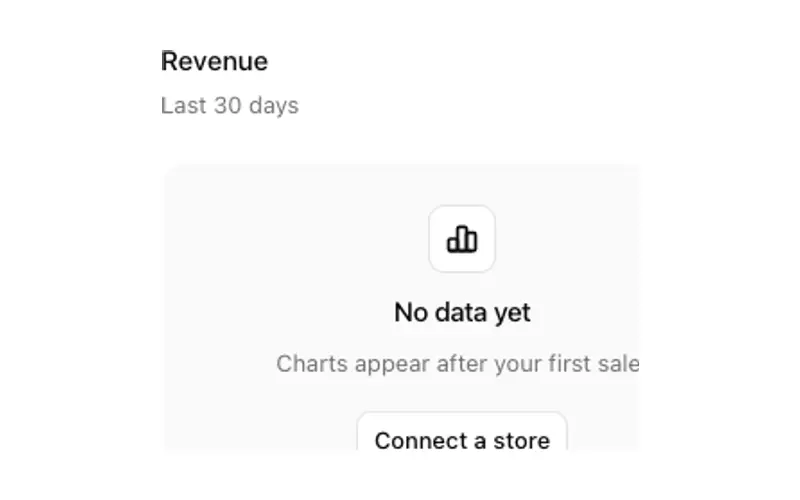 Revenue
Last 30 days
No data yet
Charts appear after your first sale
Connect a store